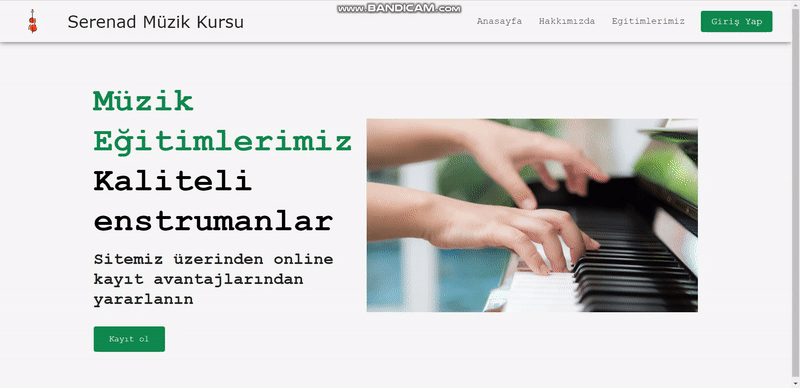 www.BANDICAM.com
Serenad Müzik Kursu
Anasayfa
Hakkımızda
Egitimlerimiz
Giriş Yap
Müzik
Eğitimlerimiz
Kaliteli
enstrumanlar
Sitemiz üzerinden online
kayıt avantajlarından
yararlanın
Kayıt ol